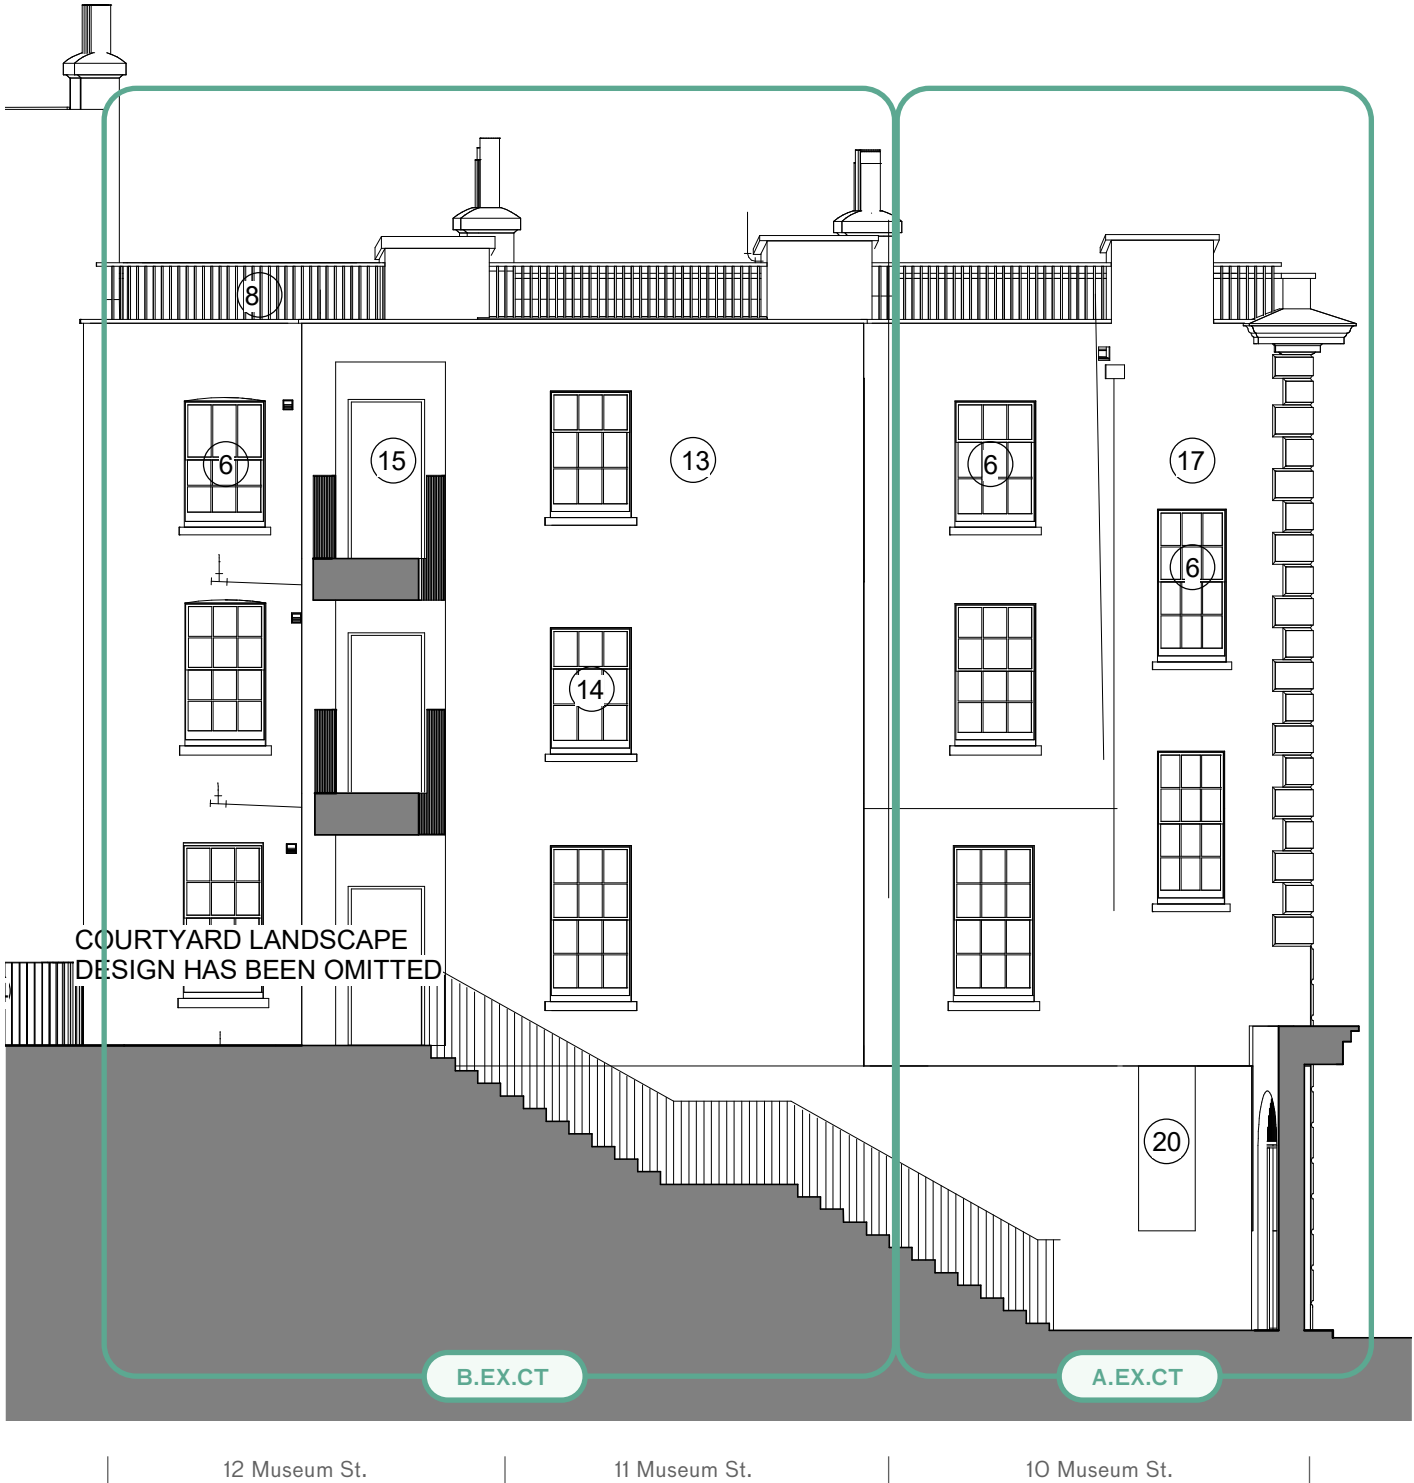 8
6
15
13
6
17
6
14
COURTYARD LANDSCAPE
DESIGN HAS BEEN OMITTED
20
B.EX.CT
A.EX.CT
12 Museum St.
11 Museum St.
10 Museum St.